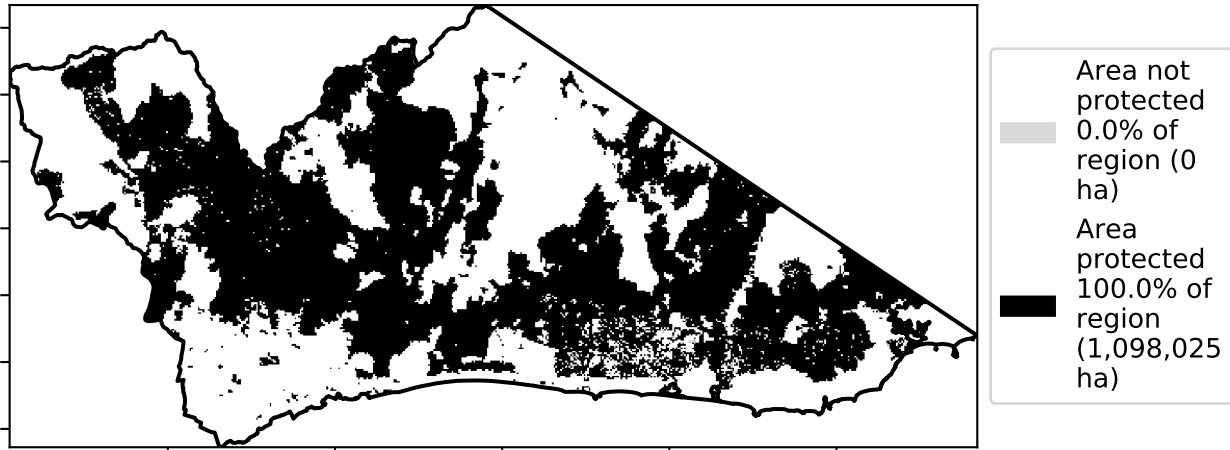 Area not
protected
0.0% of
region (0
ha)
Area
protected
100.0% of
region
(1,098,025
ha)